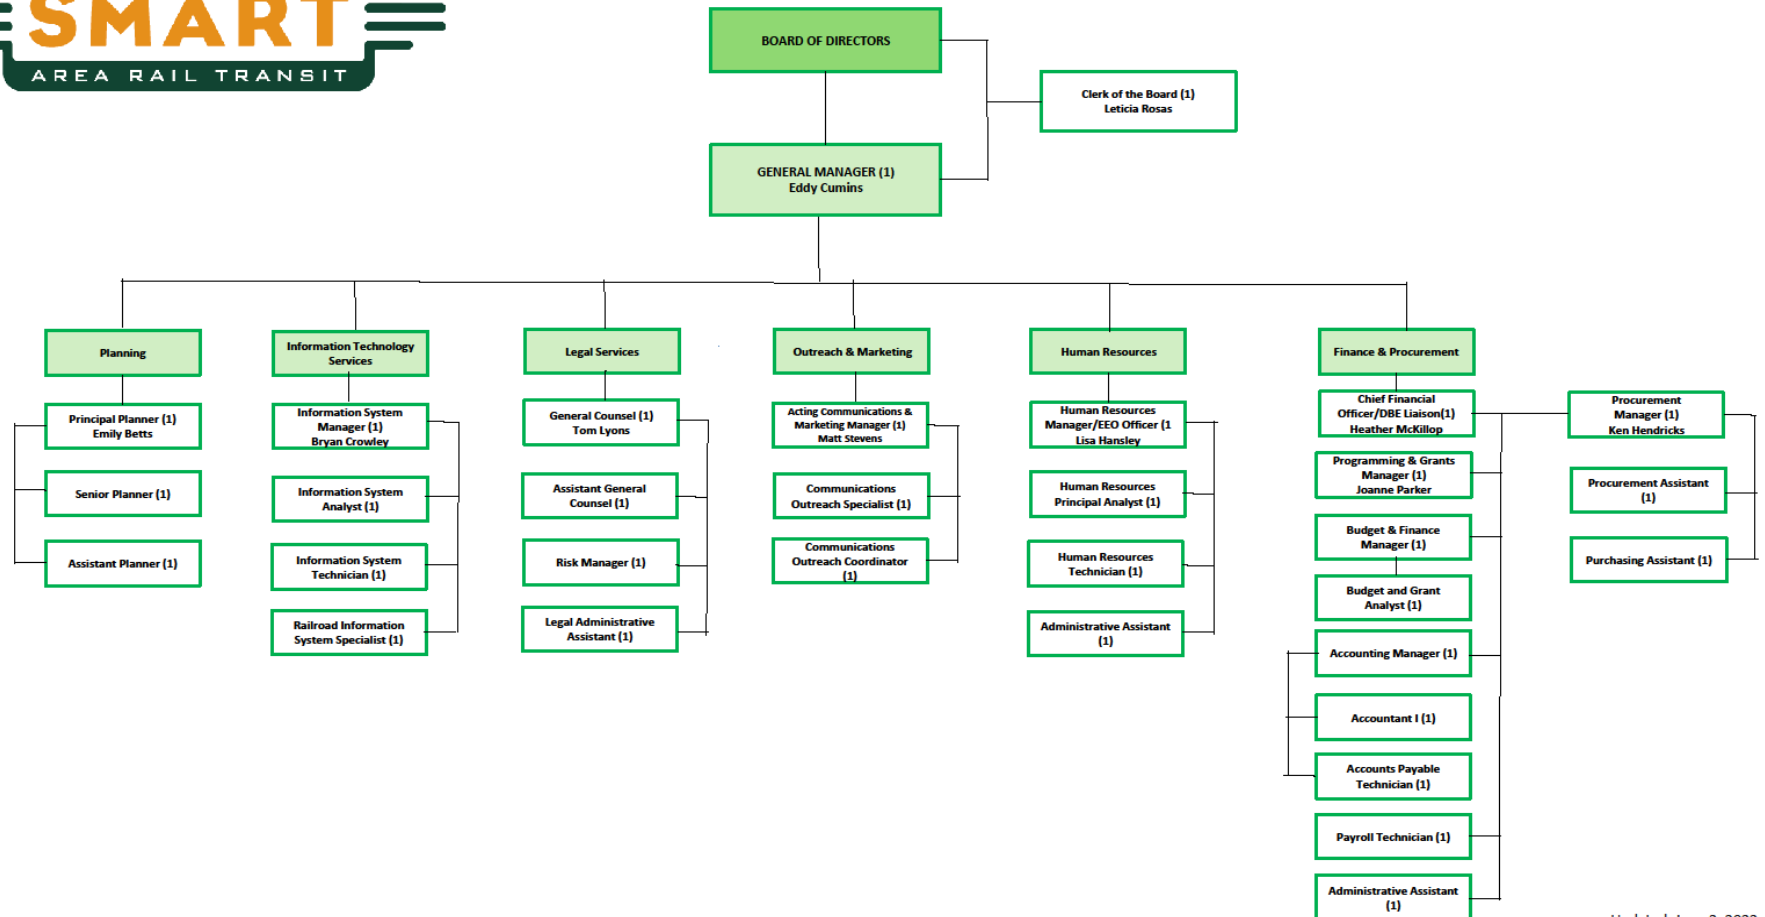 SMART
AREA RAIL TRANSIT
BOARD OF DIRECTORS
Clerk of the Board (1)
Leticia Rosas
GENERAL MANAGER (1)
Eddy Cumins
Planning
Principal Planner (1)
Emily Betts
Senior Planner (1)
Assistant Planner (1)
Information Technology
Services
Information System
Manager (1)
Bryan Crowley
Information System
Analyst (1)
Information System
Technician (1)
Railroad Information
System Specialist (1)
Legal Services
General Counsel (1)
Tom Lyons
Assistant General
Counsel (1)
Risk Manager (1)
Legal Administrative
Assistant (1)
Outreach & Marketing
Acting Communications &
Marketing Manager (1)
Matt Stevens
Communications
Outreach Specialist (1)
Communications
Outreach Coordinator
(1)
Human Resources
Human Resources
Manager/EEO Officer (1
Lisa Hansley
Human Resources
Principal Analyst (1)
Human Resources
Technician (1)
Administrative Assistant
(1)
Finance & Procurement
Chief Financial
Officer/DBE Liaison(1)
Heather McKillop
Programming & Grants
Manager (1)
Joanne Parker
Budget & Finance
Manager (1)
Budget and Grant
Analyst (1)
Accounting Manager (1)
Accountant I (1)
Accounts Payable
Technician (1)
Payroll Technician (1)
Administrative Assistant
(1)
Procurement
Manager (1)
Ken Hendricks
Procurement Assistant
(1)
Purchasing Assistant (1)